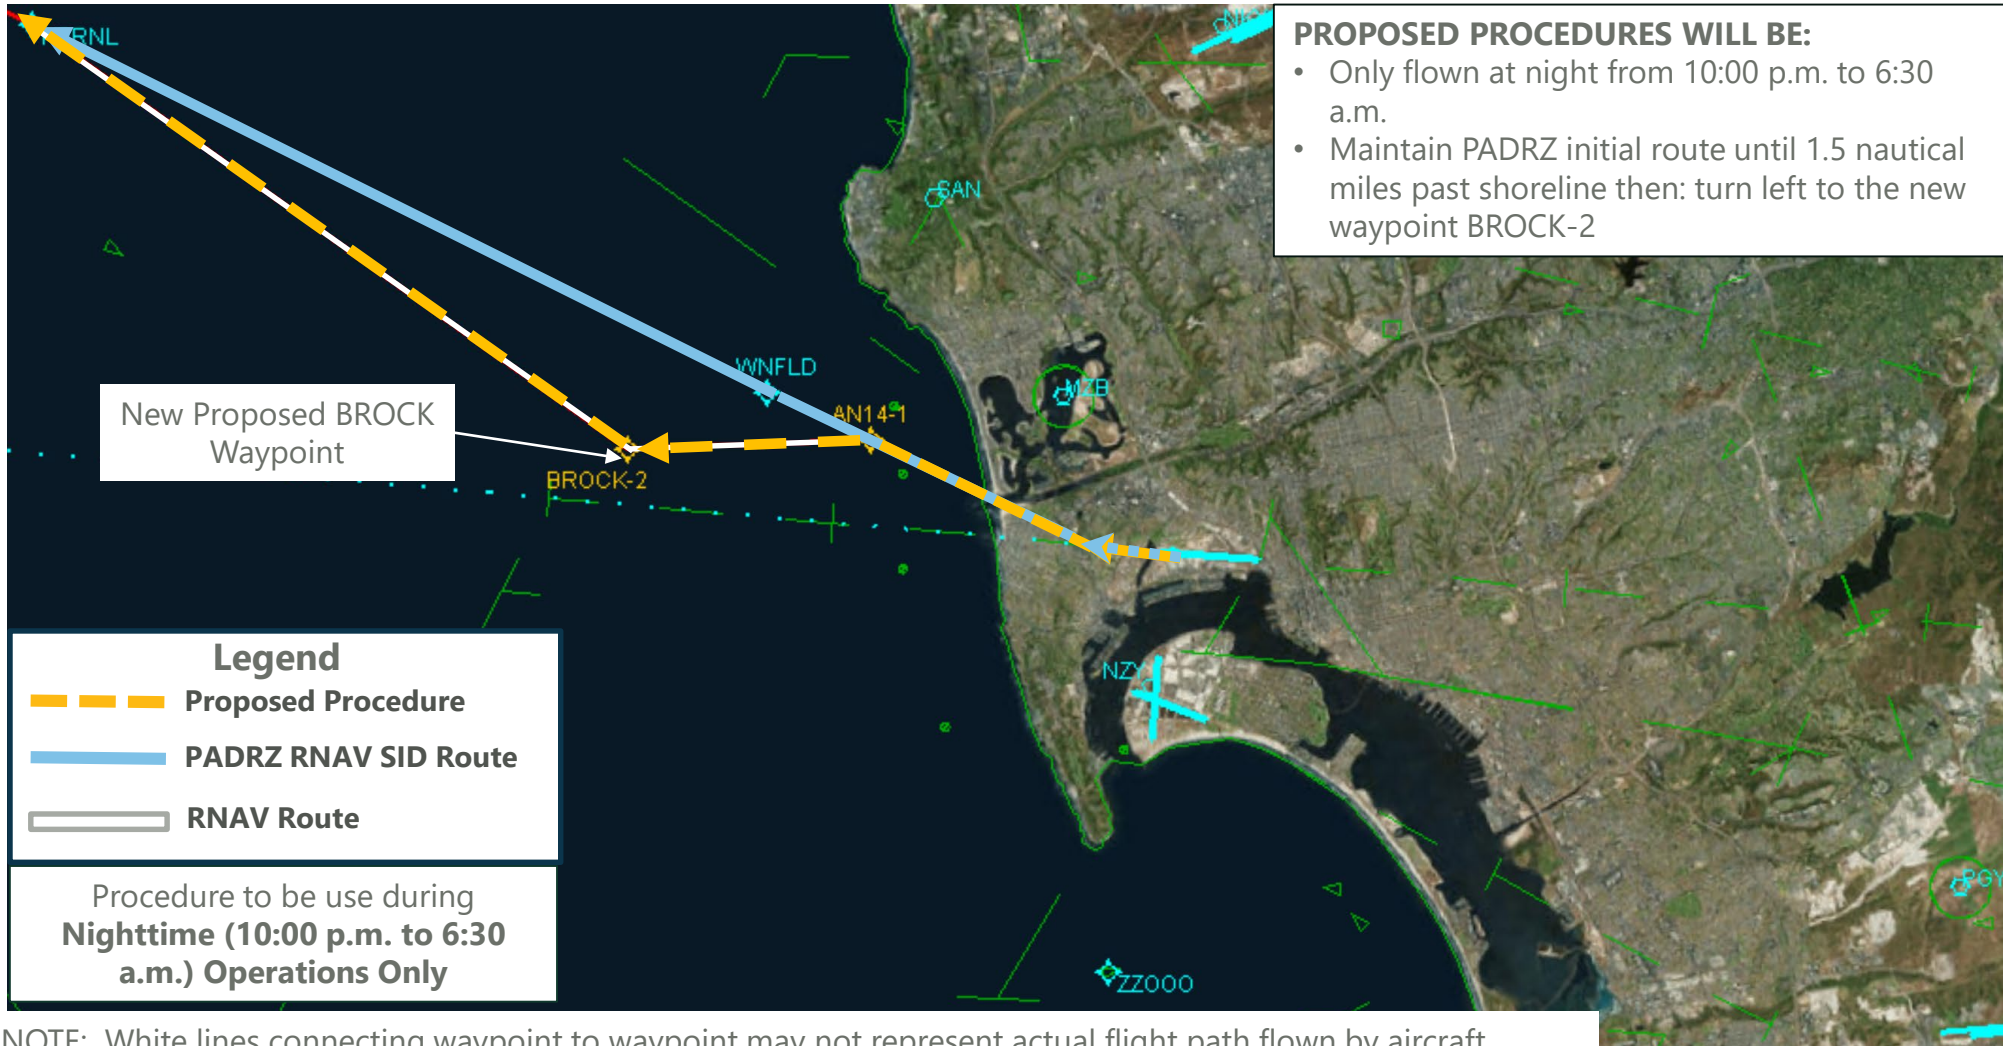 PROPOSED PROCEDURES WILL BE:
• Only flown at night from 10:00 p.m. to 6:30
a.m.
• Maintain PADRZ initial route until 1.5 nautical
miles past shoreline then: turn left to the new
waypoint BROCK-2
SAN
WNFLD
MZB
AN14-1
New Proposed BROCK
Waypoint
BROCK-2
NZY
Legend
Proposed Procedure
PADRZ RNAV SID Route
RNAV Route
Procedure to be use during
Nighttime (10:00 p.m. to 6:30
a.m.) Operations Only
PGY
ZZOOO
NOTE: White lines connecting waypoint to waypoint may not represent actual flight path flown by aircraft